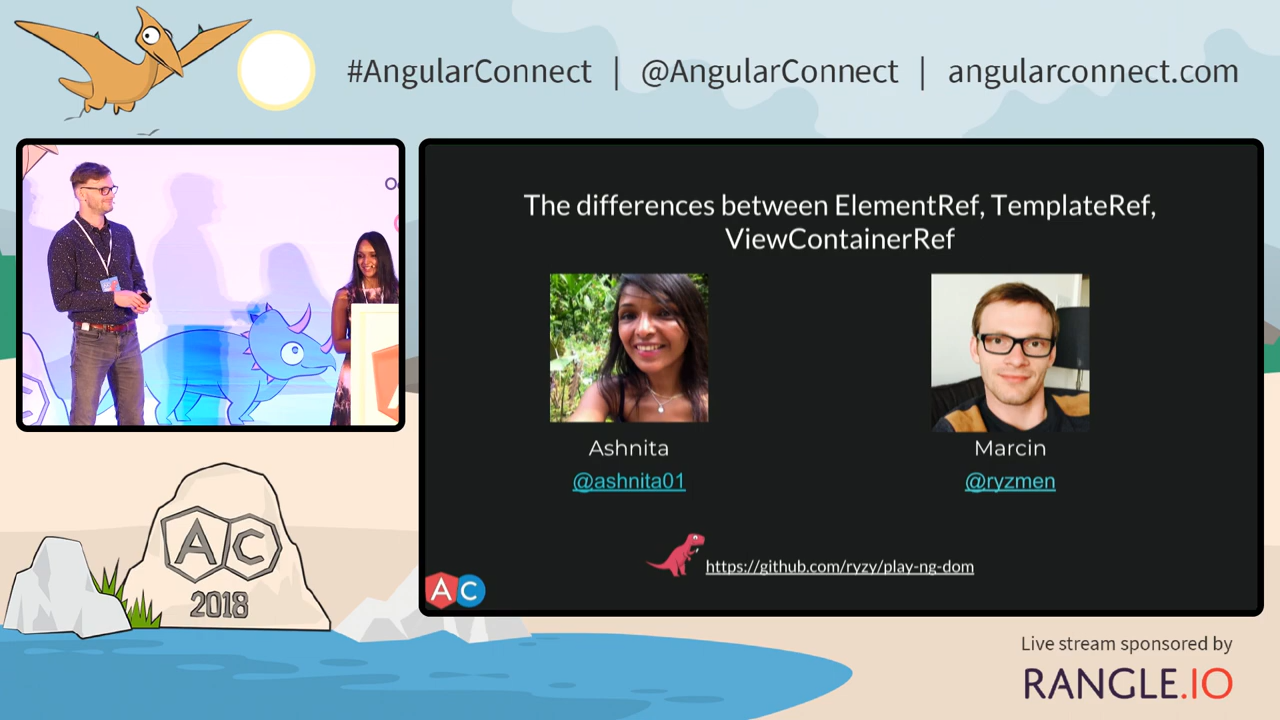 #AngularConnect | @AngularConnect | angularconnect.com
The differences between ElementRef, TemplateRef,
ViewContainerRef
Ashnita
Marcin
@ashnita01
@ryzmen
https://github.com/ryzy/play-ng-dom
AC
AC
2018
Live stream sponsored by
RANGLE.IO